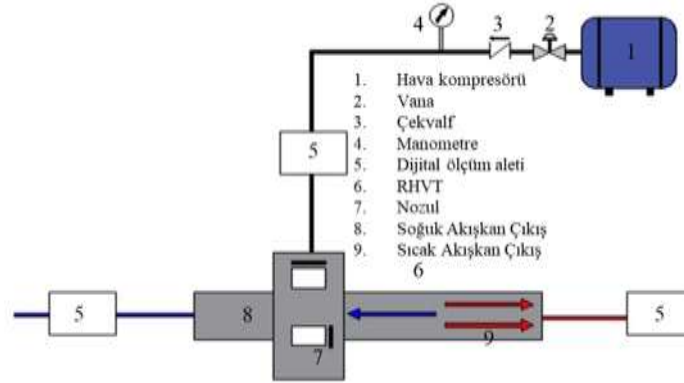 4 3 2
1
1. Hava kompresörü
2. Vana
3. Çekvalf
4. Manometre
5. Dijital ölçüm aleti
6. RHVT
7. Nozul
8. Soğuk Akışkan Çıkış
9. Sıcak Akışkan Çıkış
5
6
5 8 5
9
7